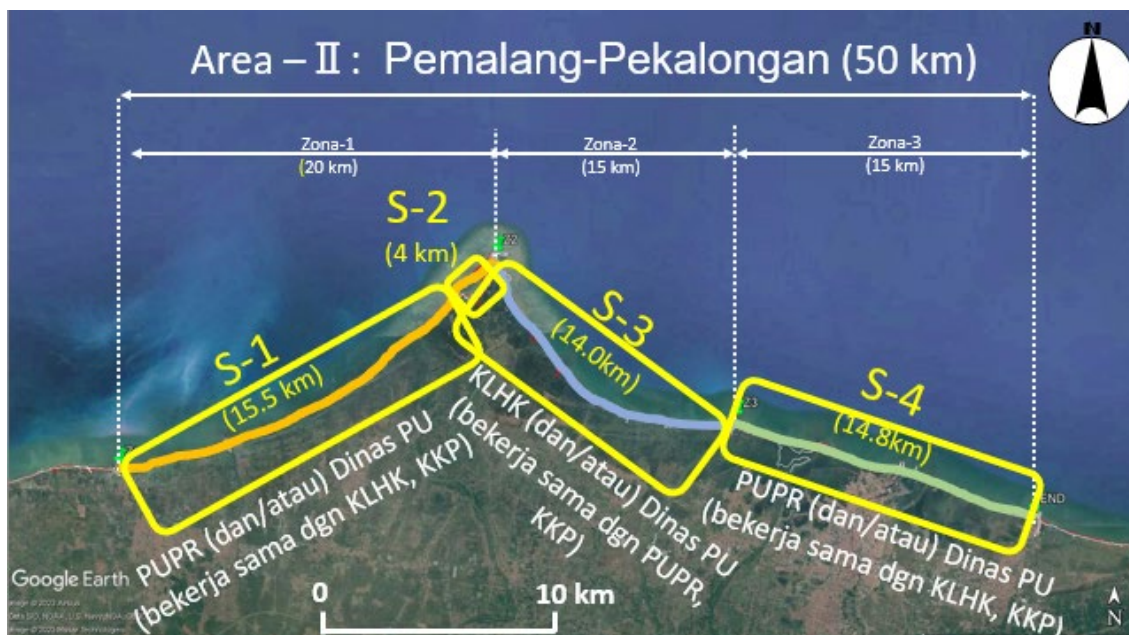 Area – Ⅱ : Pemalang-Pekalongan (50 km)
N
Zona-1
(20 km)
Zona-2
(15 km)
Zona-3
(15 km)
S-2
(4 km)
Z2
S-1
(15.5 km)
S-3
(14.0km)
Z3
S-4
(14.8km)
END
PUPR (dan/atau) Dinas PU
(bekerja sama dgn KLHK, KKP)
KLHK (dan/atau) Dinas PU
(bekerja sama dgn PUPR,
KKP)
PUPR (dan/atau) Dinas PU
(bekerja sama dgn KLHK, KKP)
Google Earth
0 10 km
N